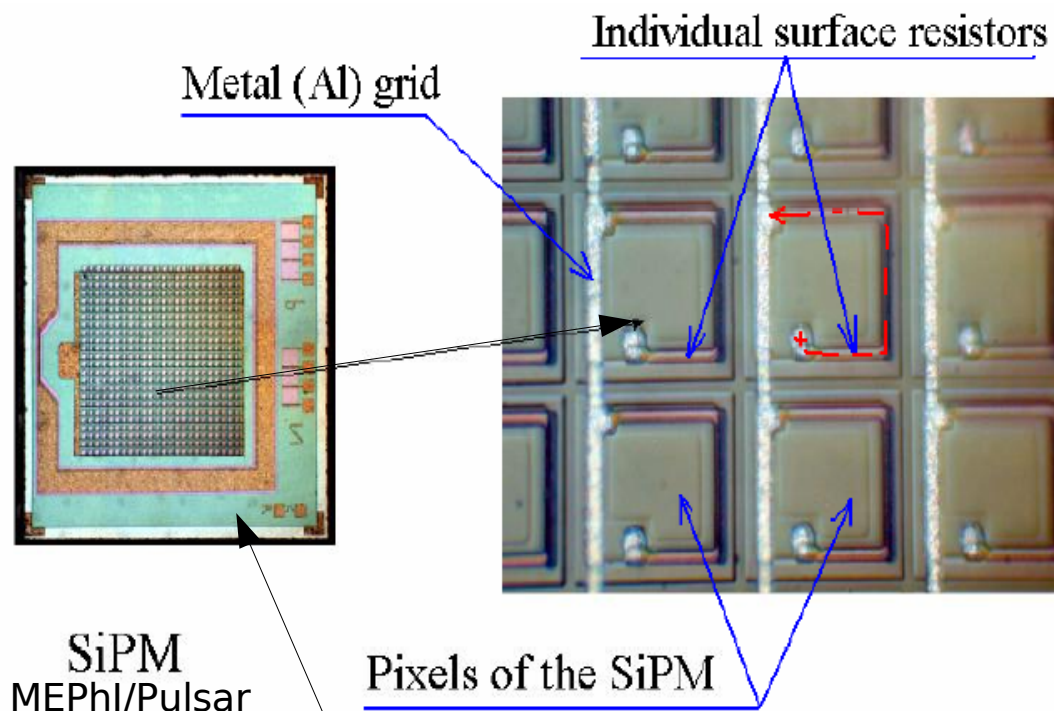 Individual surface resistors
Metal (Al) grid
SiPM
MEPhI/Pulsar
Pixels of the SiPM